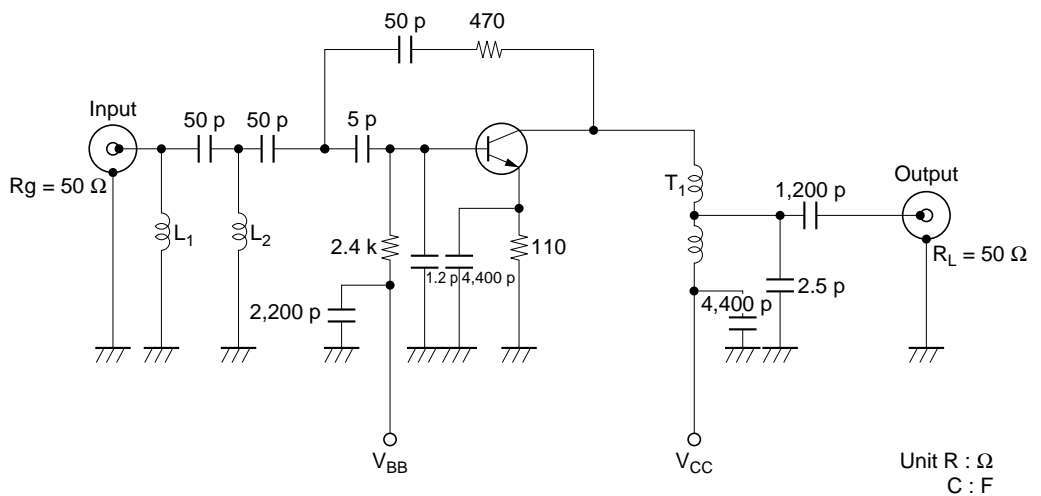 50 p
470
Input
50 p
50 p
5 p
Rg = 50 Ω
L1
L2
2.4 k
2,200 p
1.2 p
4,400 p
110
T1
1,200 p
Output
RL = 50 Ω
2.5 p
4,400 p
VBB
VCC
Unit R : Ω
C : F